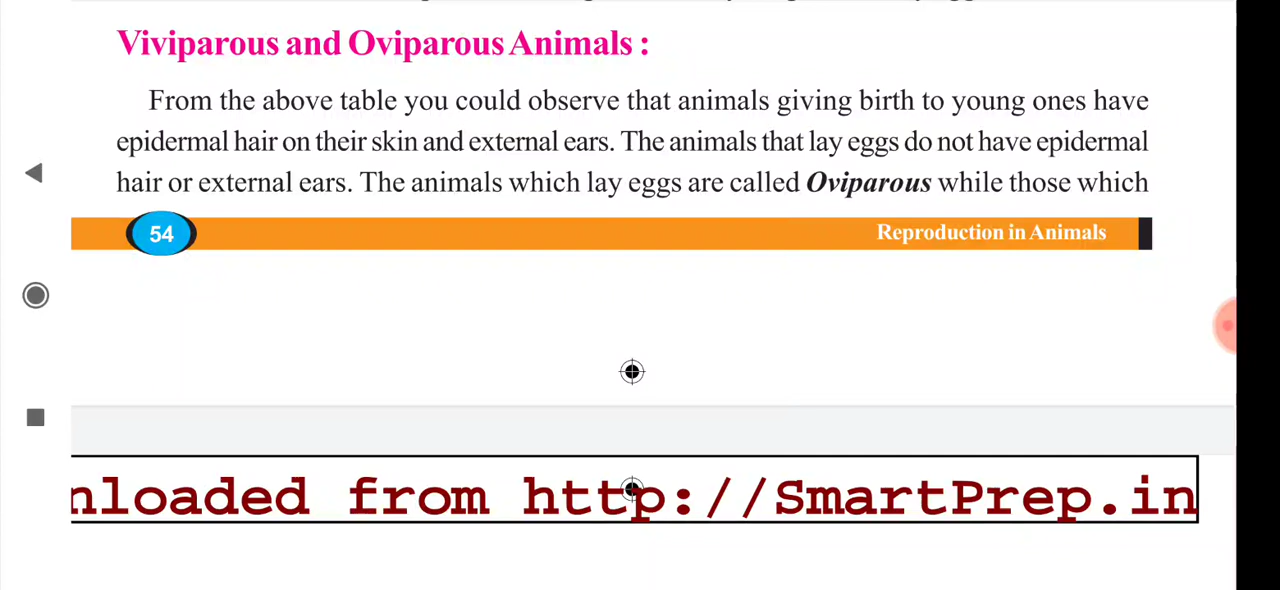 Viviparous and Oviparous Animals :
From the above table you could observe that animals giving birth to young ones have
epidermal hair on their skin and external ears. The animals that lay eggs do not have epidermal
hair or external ears. The animals which lay eggs are called Oviparous while those which
54
Reproduction in Animals
nloaded from http://SmartPrep.in